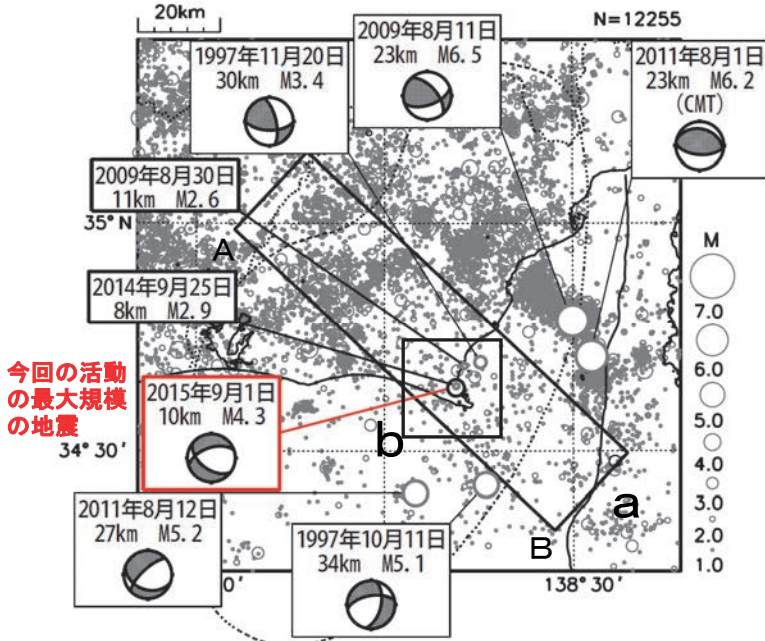 20km
N=12255
1997年11月20日
30km M3.4
2009年8月11日
23km M6.5
2011年8月1日
23km M6.2
(CMT)
2009年8月30日
11km M2.6
35°N
A
2014年9月25日
8km M2.9
M
7.0
6.0
5.0
4.0
3.0
2.0
1.0
今回の活動
の最大規模
の地震
2015年9月1日
10km M4.3
34°30′
b
a
B
2011年8月12日
27km M5.2
1997年10月11日
34km M5.1
138°30′